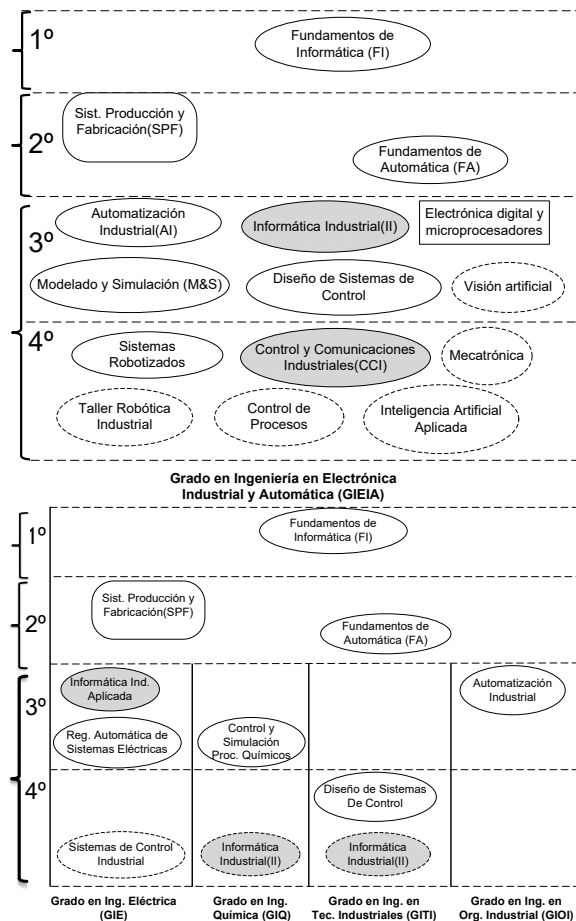 1º
Fundamentos de
Informática (FI)
2º
Sist. Producción y
Fabricación(SPF)
Fundamentos de
Automática (FA)
3º
Automatización
Industrial(AI)
Informática Industrial(II)
Electrónica digital y
microprocesadores
Modelado y Simulación (M&S)
Diseño de Sistemas de
Control
Visión artificial
4º
Sistemas
Robotizados
Control y Comunicaciones
Industriales(CCI)
Mecatrónica
Taller Robótica
Industrial
Control de
Procesos
Inteligencia Artificial
Aplicada
Grado en Ingeniería en Electrónica
Industrial y Automática (GIEIA)
1º
Fundamentos de
Informática (FI)
2º
Sist. Producción y
Fabricación(SPF)
Fundamentos de
Automática (FA)
3º
Informática Ind.
Aplicada
Automatización
Industrial
Reg. Automática de
Sistemas Eléctricas
Control y
Simulación
Proc. Químicos
4º
Diseño de Sistemas
De Control
Sistemas de Control
Industrial
Informática
Industrial(II)
Informática
Industrial(II)
Grado en Ing. Eléctrica
(GIE)
Grado en Ing.
Química (GIQ)
Grado en Ing. en
Tec. Industriales (GITI)
Grado en Ing. en
Org. Industrial (GIOI)